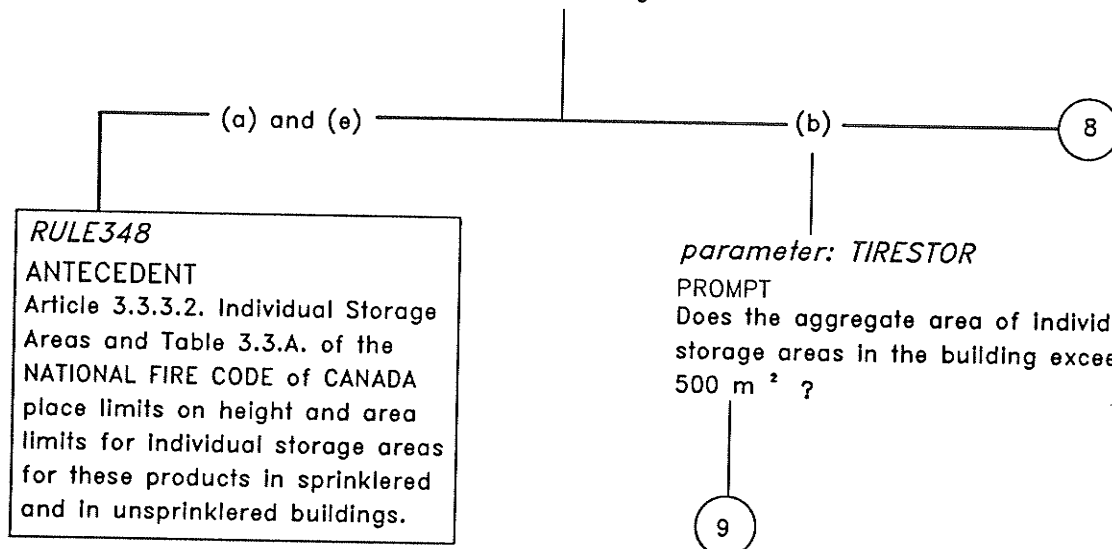 (a) and (e)
(b)
8
RULE348
ANTECEDENT
Article 3.3.3.2. Individual Storage
Areas and Table 3.3.A. of the
NATIONAL FIRE CODE of CANADA
place limits on height and area
limits for individual storage areas
for these products in sprinklered
and in unsprinklered buildings.
parameter: TIRESTOR
PROMPT
Does the aggregate area of individ
storage areas in the building excee
500 m ² ?
9